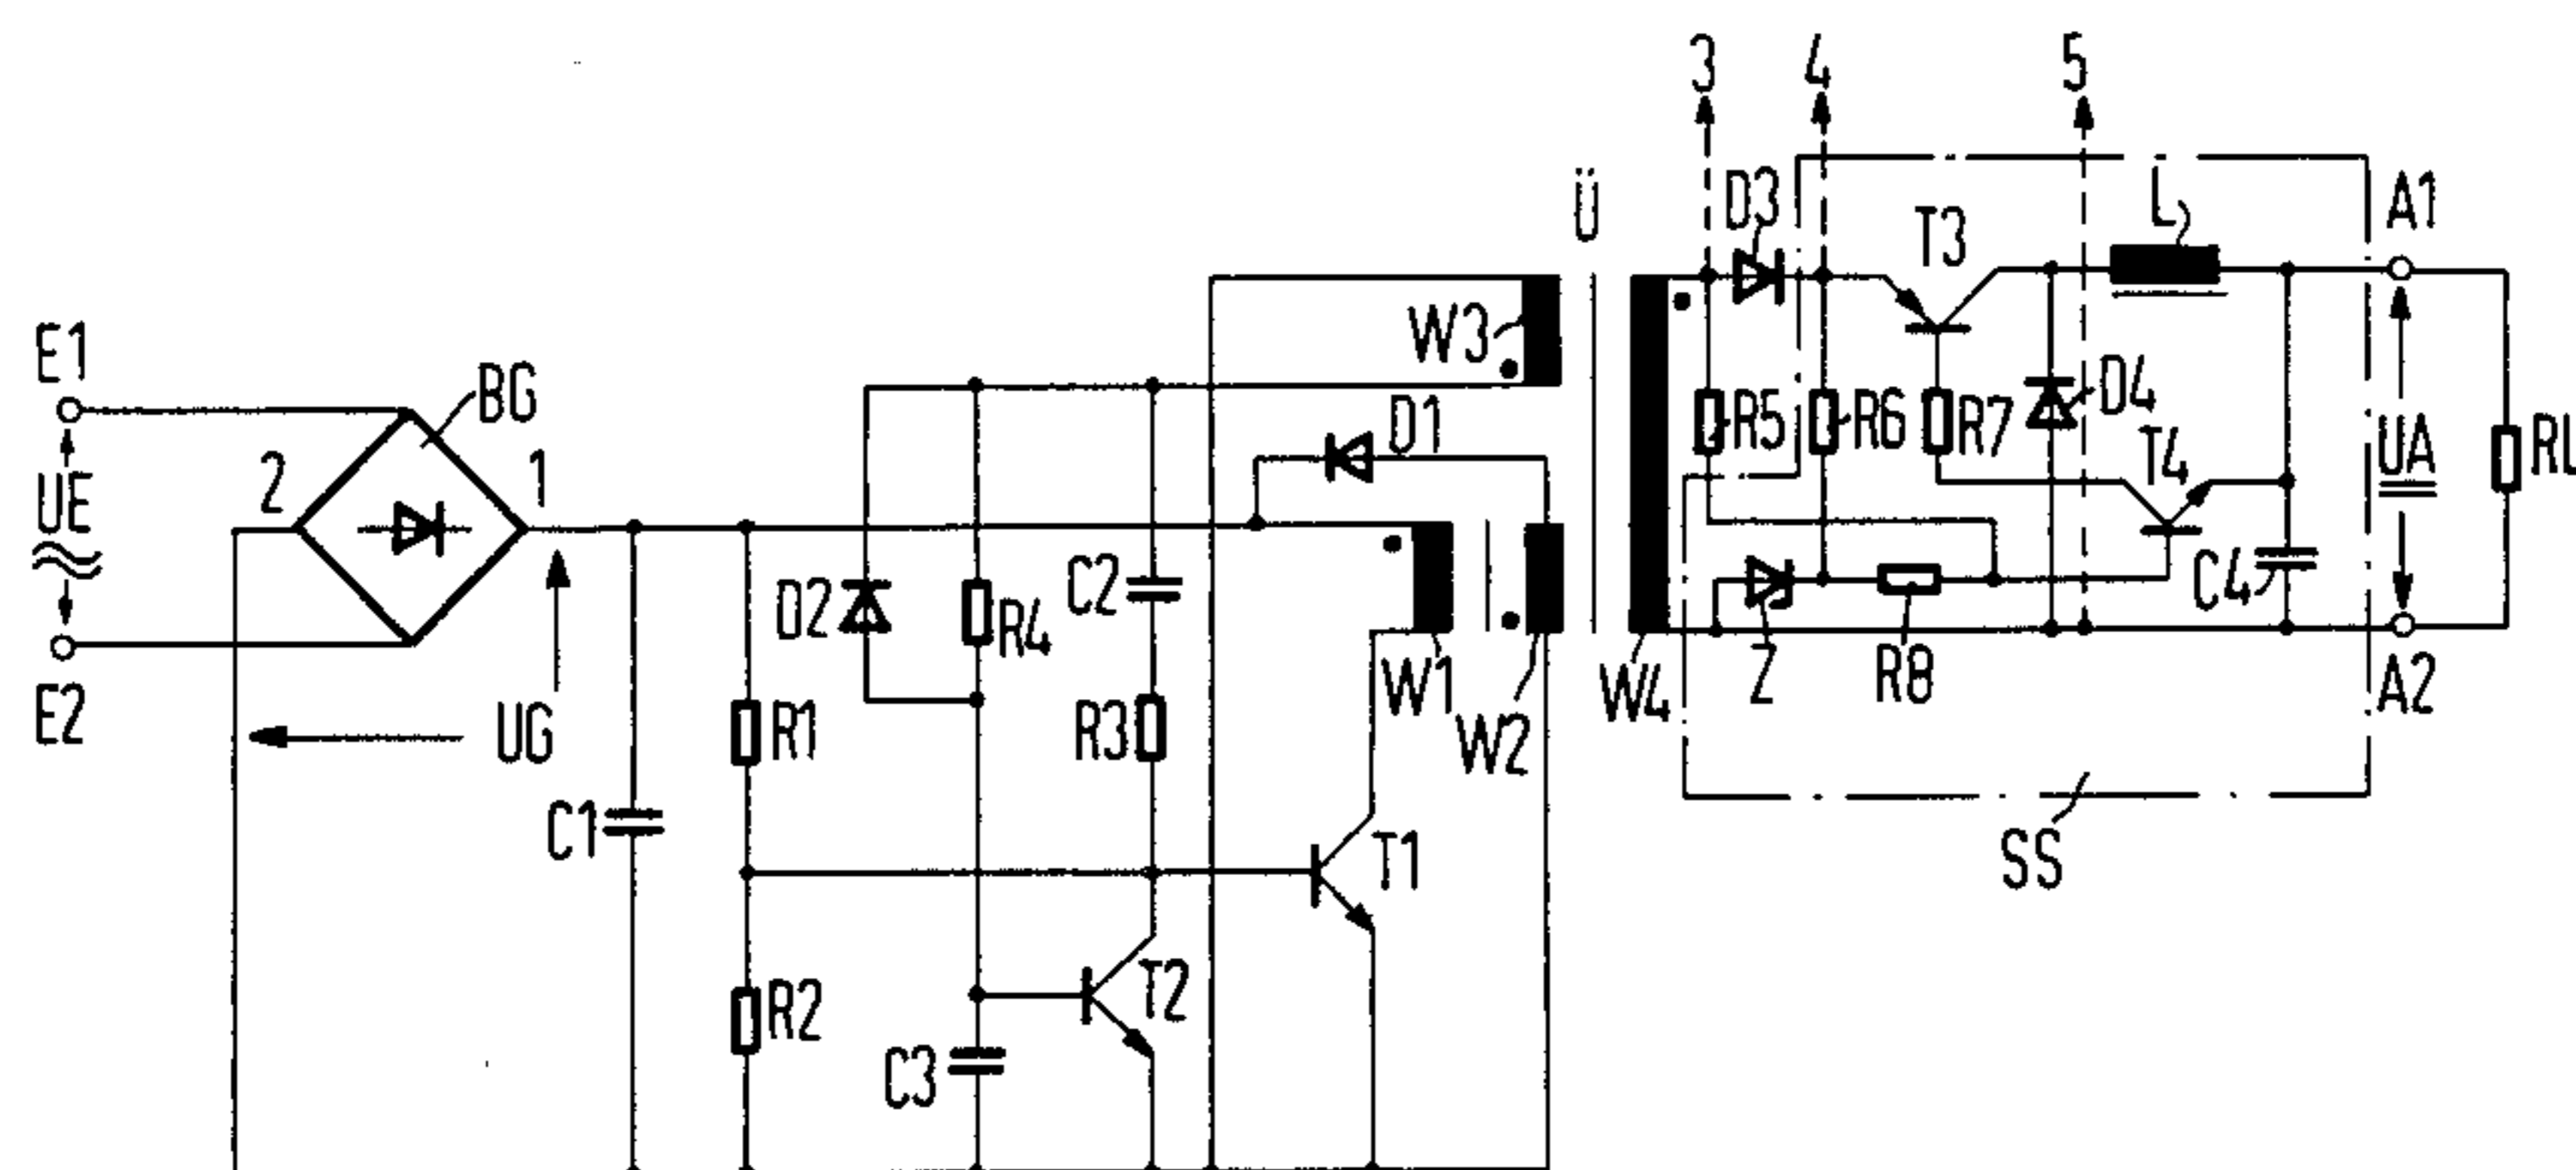 3 4 5
Ü D3 T3 L A1
W3
E1 BG D1 R5 R6 R7 D4 T4 UA RL
2 1
UE
D2 R4 C2 C4
W1 W2 W4 Z R8 A2
E2 UG R1 R3
C1 T1 SS
R2 T2
C3